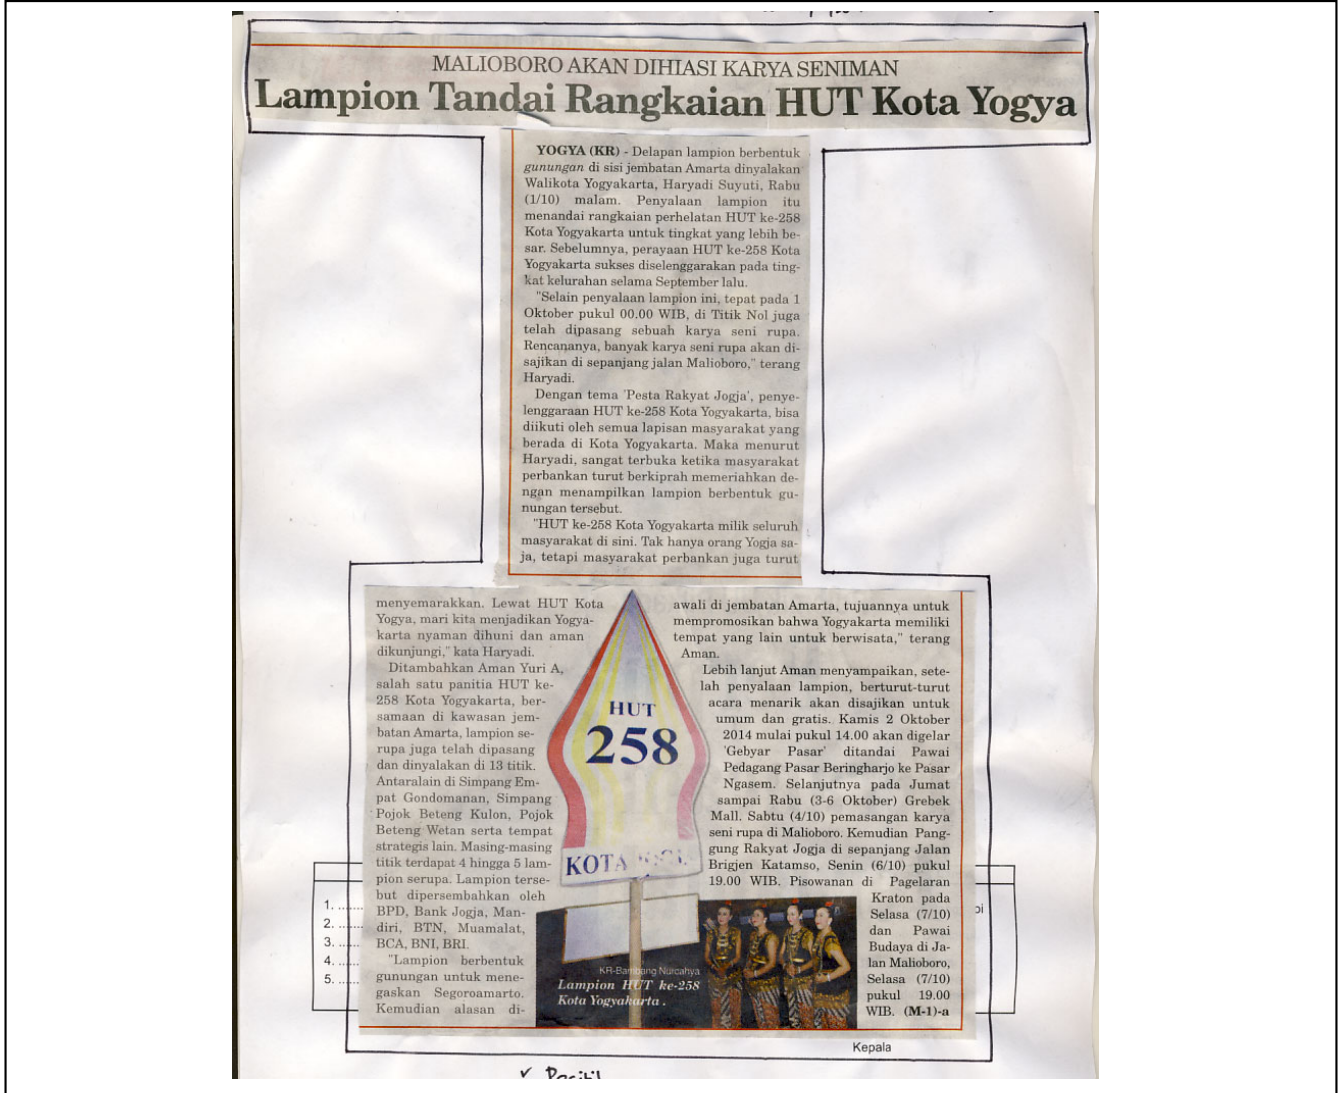 MALIOBORO AKAN DIHIASI KARYA SENIMAN
Lampion Tandai Rangkaian HUT Kota Yogya
YOGYA (KR) - Delapan lampion berbentuk
gunungan di sisi jembatan Amarta dinyalakan
Walikota Yogyakarta, Haryadi Suyuti, Rabu
(1/10) malam. Penyalaan lampion itu
menandai rangkaian perhelatan HUT ke-258
Kota Yogyakarta untuk tingkat yang lebih be-
sar. Sebelumnya, perayaan HUT ke-258 Kota
Yogyakarta sukses diselenggarakan pada ting-
kat kelurahan selama September lalu.
"Selain penyalaan lampion ini, tepat pada 1
Oktober pukul 00.00 WIB, di Titik Nol juga
telah dipasang sebuah karya seni rupa.
Rencananya, banyak karya seni rupa akan di-
sajikan di sepanjang jalan Malioboro," terang
Haryadi.
Dengan tema 'Pesta Rakyat Jogja', penye-
lenggaraan HUT ke-258 Kota Yogyakarta, bisa
diikuti oleh semua lapisan masyarakat yang
berada di Kota Yogyakarta. Maka menurut
Haryadi, sangat terbuka ketika masyarakat
perbankan turut berkiprah memeriahkan de-
ngan menampilkan lampion berbentuk gu-
nungan tersebut.
"HUT ke-258 Kota Yogyakarta milik seluruh
masyarakat di sini. Tak hanya orang Yogja sa-
ja, tetapi masyarakat perbankan juga turut
menyemarakkan. Lewat HUT Kota
Yogya, mari kita menjadikan Yogya-
karta nyaman dihuni dan aman
dikunjungi," kata Haryadi.
Ditambahkan Aman Yuri A,
salah satu panitia HUT ke-
258 Kota Yogyakarta, ber-
samaan di kawasan jem-
batan Amarta, lampion se-
rupa juga telah dipasang
dan dinyalakan di 13 titik.
Antaralain di Simpang Em-
pat Gondomanan, Simpang
Pojok Beteng Kulon, Pojok
Beteng Wetan serta tempat
strategis lain. Masing-masing
titik terdapat 4 hingga 5 lam-
pion serupa. Lampion terse-
but dipersembahkan oleh
BPD, Bank Jogja, Man-
diri, BTN, Muamalat,
BCA, BNI, BRI.
"Lampion berbentuk
gunungan untuk mene-
gaskan Segoroamarto.
Kemudian alasan di-
awali di jembatan Amarta, tujuannya untuk
mempromosikan bahwa Yogyakarta memiliki
tempat yang lain untuk berwisata," terang
Aman.
Lebih lanjut Aman menyampaikan, sete-
lah penyalaan lampion, berturut-turut
acara menarik akan disajikan untuk
umum dan gratis. Kamis 2 Oktober
2014 mulai pukul 14.00 akan digelar
'Gebyar Pasar' ditandai Pawai
Pedagang Pasar Beringharjo ke Pasar
Ngasem. Selanjutnya pada Jumat
sampai Rabu (3-6 Oktober) Grebek
Mall. Sabtu (4/10) pemasangan karya
seni rupa di Malioboro. Kemudian Pang-
gung Rakyat Jogja di sepanjang Jalan
Brigjen Katamso, Senin (6/10) pukul
19.00 WIB. Pisowanan di Pagelaran
Kraton pada
Selasa (7/10)
dan Pawai
Budaya di Ja-
lan Malioboro,
Selasa (7/10)
pukul 19.00
WIB. (M-1)-a
HUT
258
KOTA
KR-Bambang Nurcahya
Lampion HUT ke-258
Kota Yogyakarta .
1. ......
2. ......
3. ......
4. ......
5. ......
Kepala